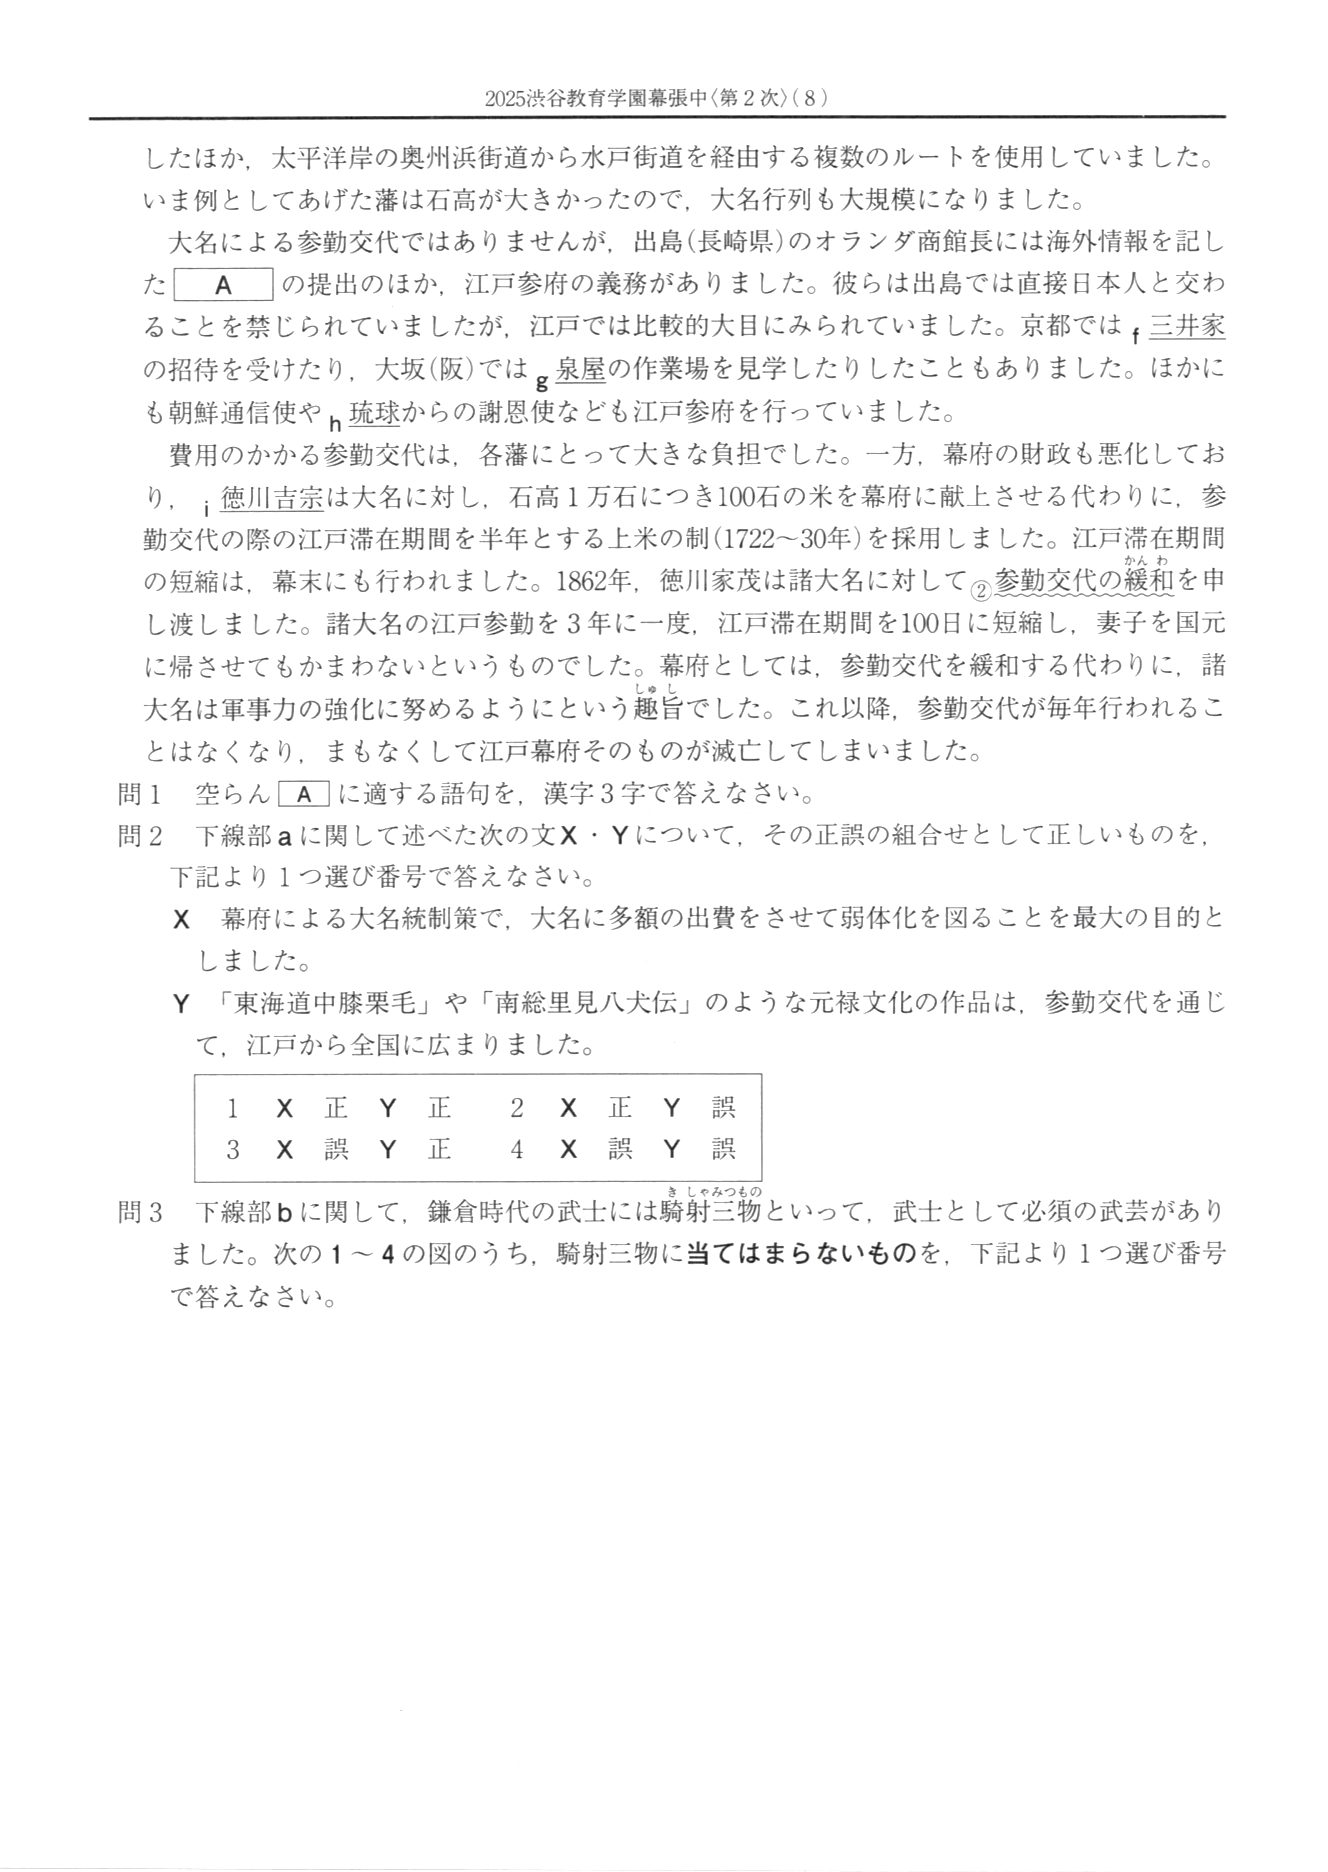 2025渋谷教育学園幕張中〈第2次〉(8)
したほか，太平洋岸の奥州浜街道から水戸街道を経由する複数のルートを使用していました。
いま例としてあげた藩は石高が大きかったので，大名行列も大規模になりました。
大名による参勤交代ではありませんが，出島(長崎県)のオランダ商館長には海外情報を記し
た A の提出のほか，江戸参府の義務がありました。彼らは出島では直接日本人と交わ
ることを禁じられていましたが，江戸では比較的大目にみられていました。京都では f 三井家
の招待を受けたり，大坂(阪)では g 泉屋の作業場を見学したりしたこともありました。ほかに
も朝鮮通信使や h 琉球からの謝恩使なども江戸参府を行っていました。
費用のかかる参勤交代は，各藩にとって大きな負担でした。一方，幕府の財政も悪化してお
り， i 徳川吉宗は大名に対し，石高1万石につき100石の米を幕府に献上させる代わりに，参
勤交代の際の江戸滞在期間を半年とする上米の制(1722〜30年)を採用しました。江戸滞在期間
の短縮は，幕末にも行われました。1862年，徳川家茂は諸大名に対して②参勤交代の緩和を申
し渡しました。諸大名の江戸参勤を3年に一度，江戸滞在期間を100日に短縮し，妻子を国元
に帰させてもかまわないというものでした。幕府としては，参勤交代を緩和する代わりに，諸
大名は軍事力の強化に努めるようにという趣旨でした。これ以降，参勤交代が毎年行われるこ
とはなくなり，まもなくして江戸幕府そのものが滅亡してしまいました。
問1 空らん A に適する語句を，漢字3字で答えなさい。
問2 下線部aに関して述べた次の文X・Yについて，その正誤の組合せとして正しいものを，
下記より1つ選び番号で答えなさい。
X 幕府による大名統制策で，大名に多額の出費をさせて弱体化を図ることを最大の目的と
しました。
Y 「東海道中膝栗毛」や「南総里見八犬伝」のような元禄文化の作品は，参勤交代を通じ
て，江戸から全国に広まりました。
1 X 正 Y 正 2 X 正 Y 誤
3 X 誤 Y 正 4 X 誤 Y 誤
問3 下線部bに関して，鎌倉時代の武士には騎射三物といって，武士として必須の武芸があり
ました。次の1〜4の図のうち，騎射三物に当てはまらないものを，下記より1つ選び番号
で答えなさい。